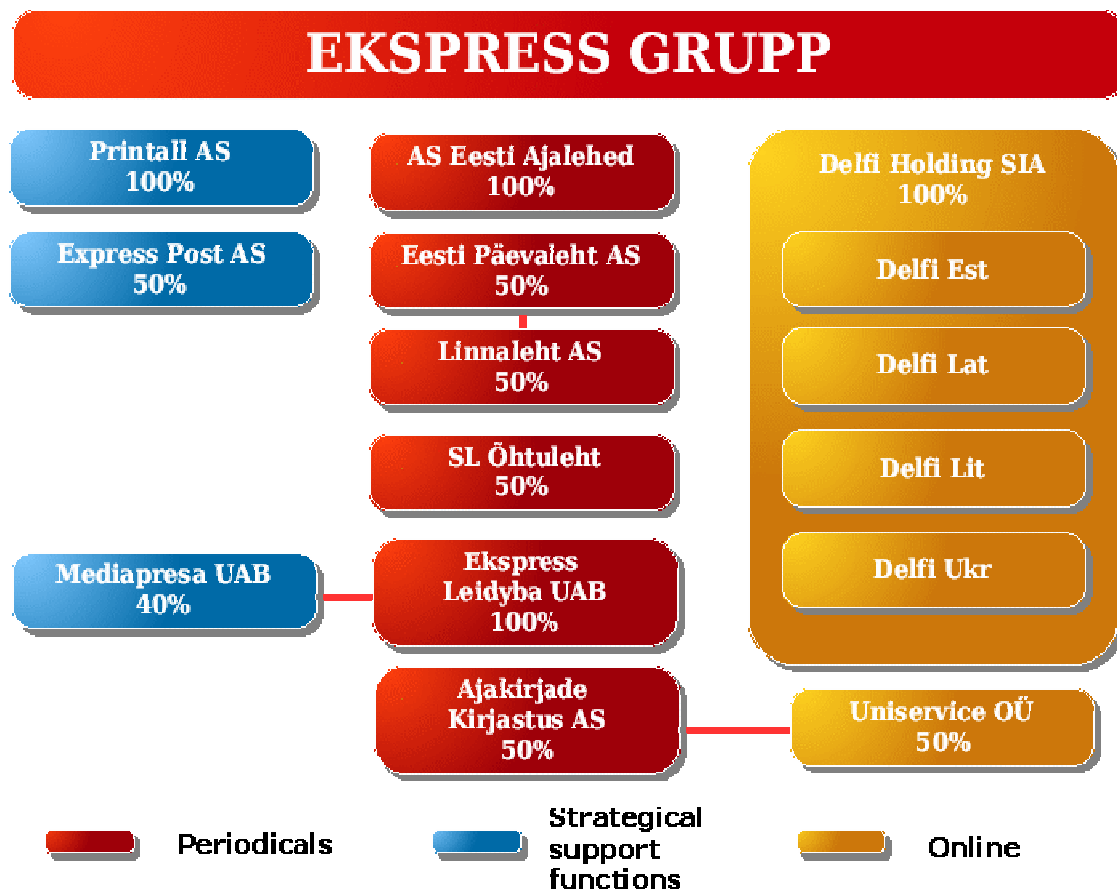 EKSPRESS GRUPP
Printall AS
100%
Express Post AS
50%
Mediapresa UAB
40%
AS Eesti Ajalehed
100%
Eesti Päevaleht AS
50%
Linnaleht AS
50%
SL Õhtuleht
50%
Ekspress
Leidyba UAB
100%
Ajakirjade
Kirjastus AS
50%
Delfi Holding SIA
100%
Delfi Est
Delfi Lat
Delfi Lit
Delfi Ukr
Uniservice OÜ
50%
Periodicals
Strategical
support
functions
Online